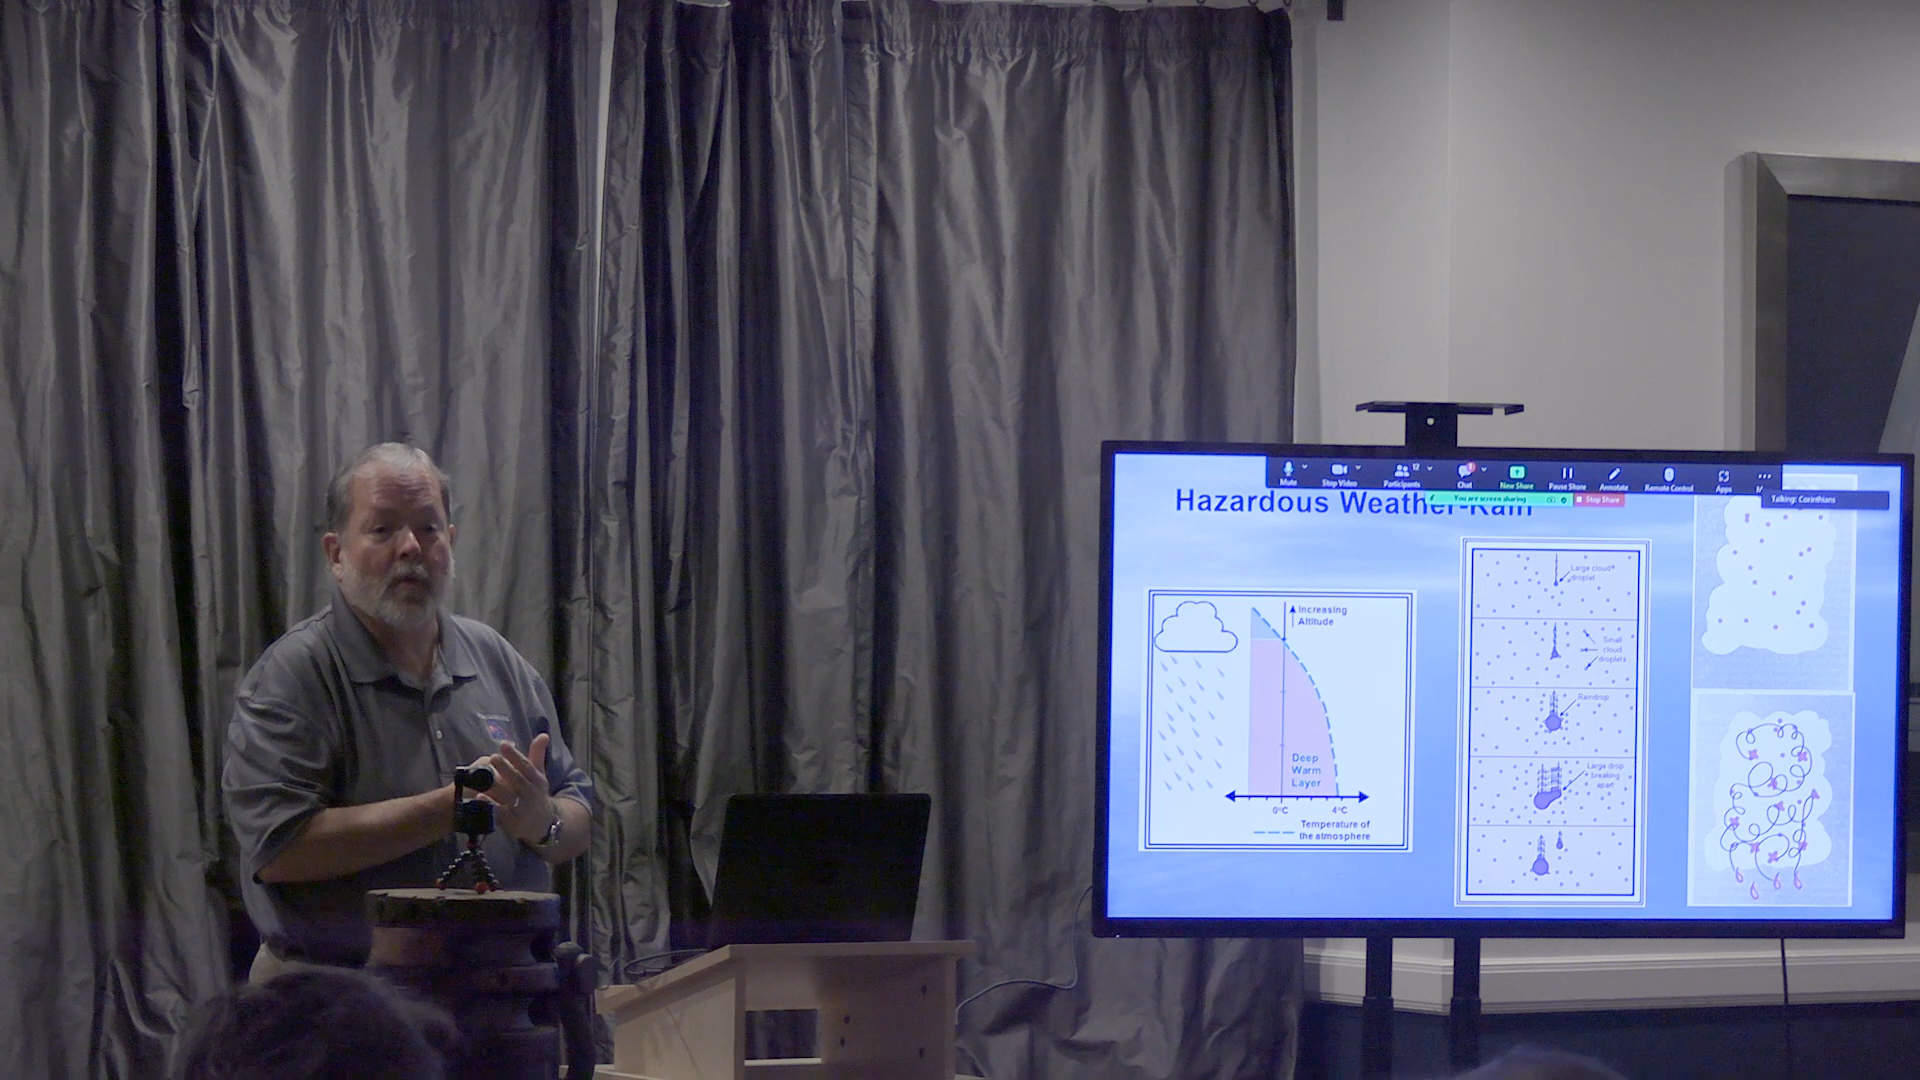 Mute
Stop Video
Participants
12
Chat
New Share
Pause Share
Annotate
Remote Control
Apps
You are screen sharing
Stop Share
Talking: Corinthians
Hazardous Weather-Rain
Increasing
Altitude
Deep
Warm
Layer
0°C
4°C
Temperature of
the atmosphere
Large cloud
droplet
Small
cloud
droplets
Raindrop
Large drop
breaking
apart